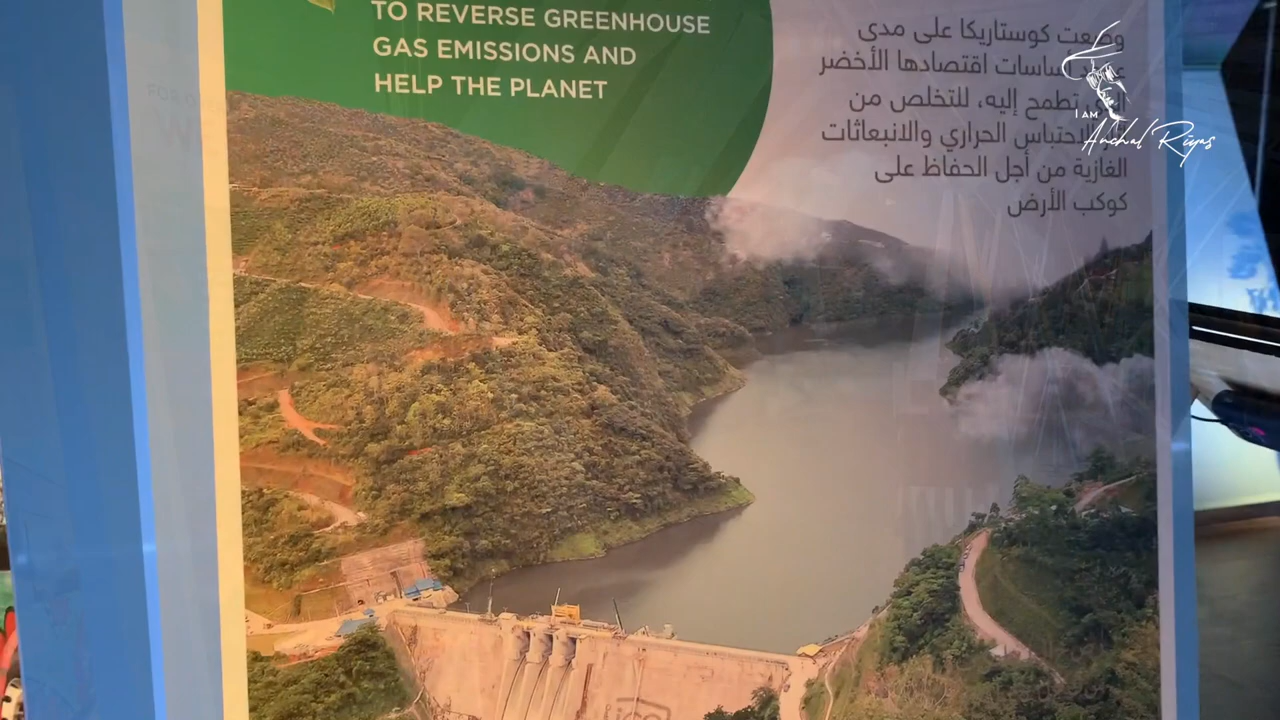 TO REVERSE GREENHOUSE
GAS EMISSIONS AND
HELP THE PLANET
وضعت كوستاريكا على مدى
أساسات اقتصادها الأخضر
تطمح إليه، للتخلص من
الاحتباس الحراري والانبعاثات
الغازية من أجل الحفاظ على
كوكب الأرض
I AM
Anchal Riyas